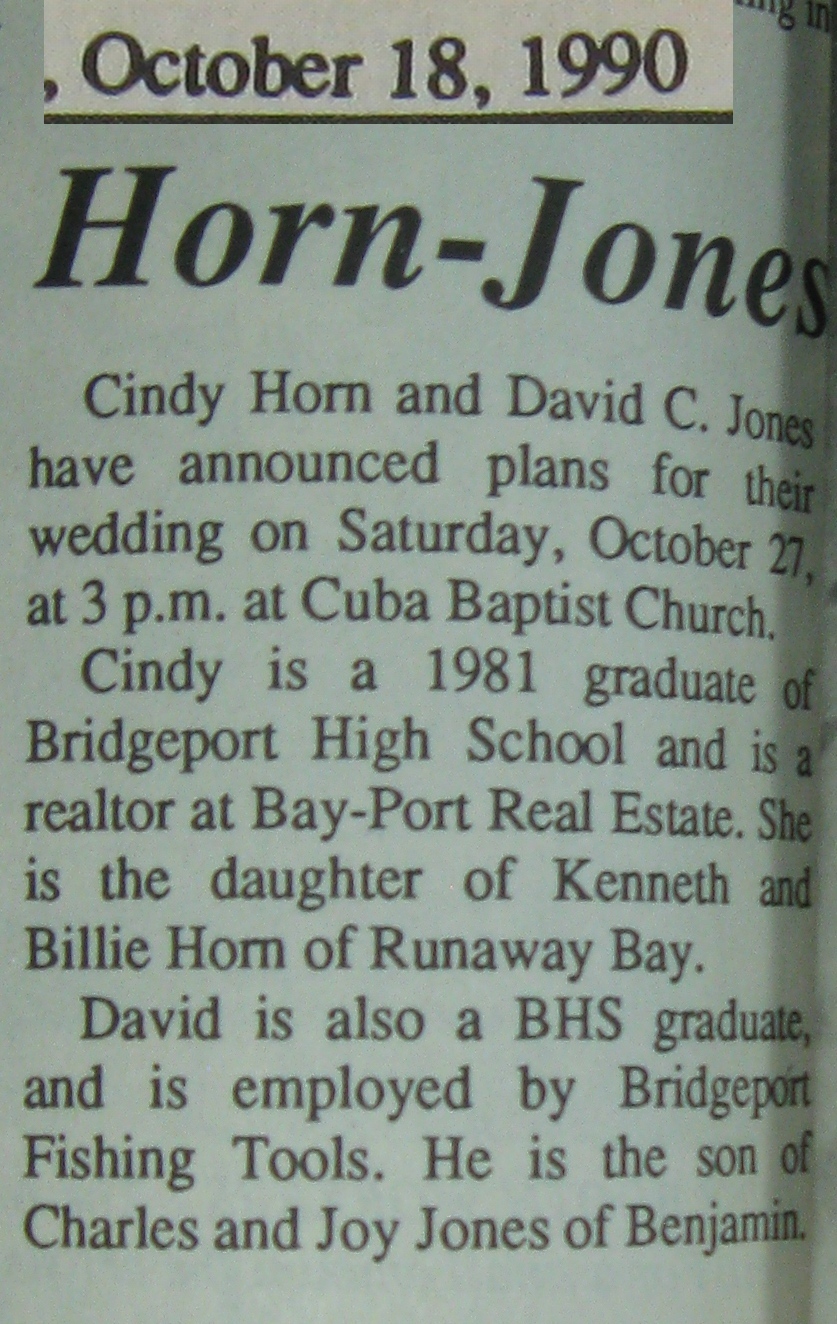 ng in
, October 18, 1990
Horn-Jones
Cindy Horn and David C. Jones
have announced plans for their
wedding on Saturday, October 27,
at 3 p.m. at Cuba Baptist Church.
Cindy is a 1981 graduate of
Bridgeport High School and is a
realtor at Bay-Port Real Estate. She
is the daughter of Kenneth and
Billie Horn of Runaway Bay.
David is also a BHS graduate,
and is employed by Bridgeport
Fishing Tools. He is the son of
Charles and Joy Jones of Benjamin.